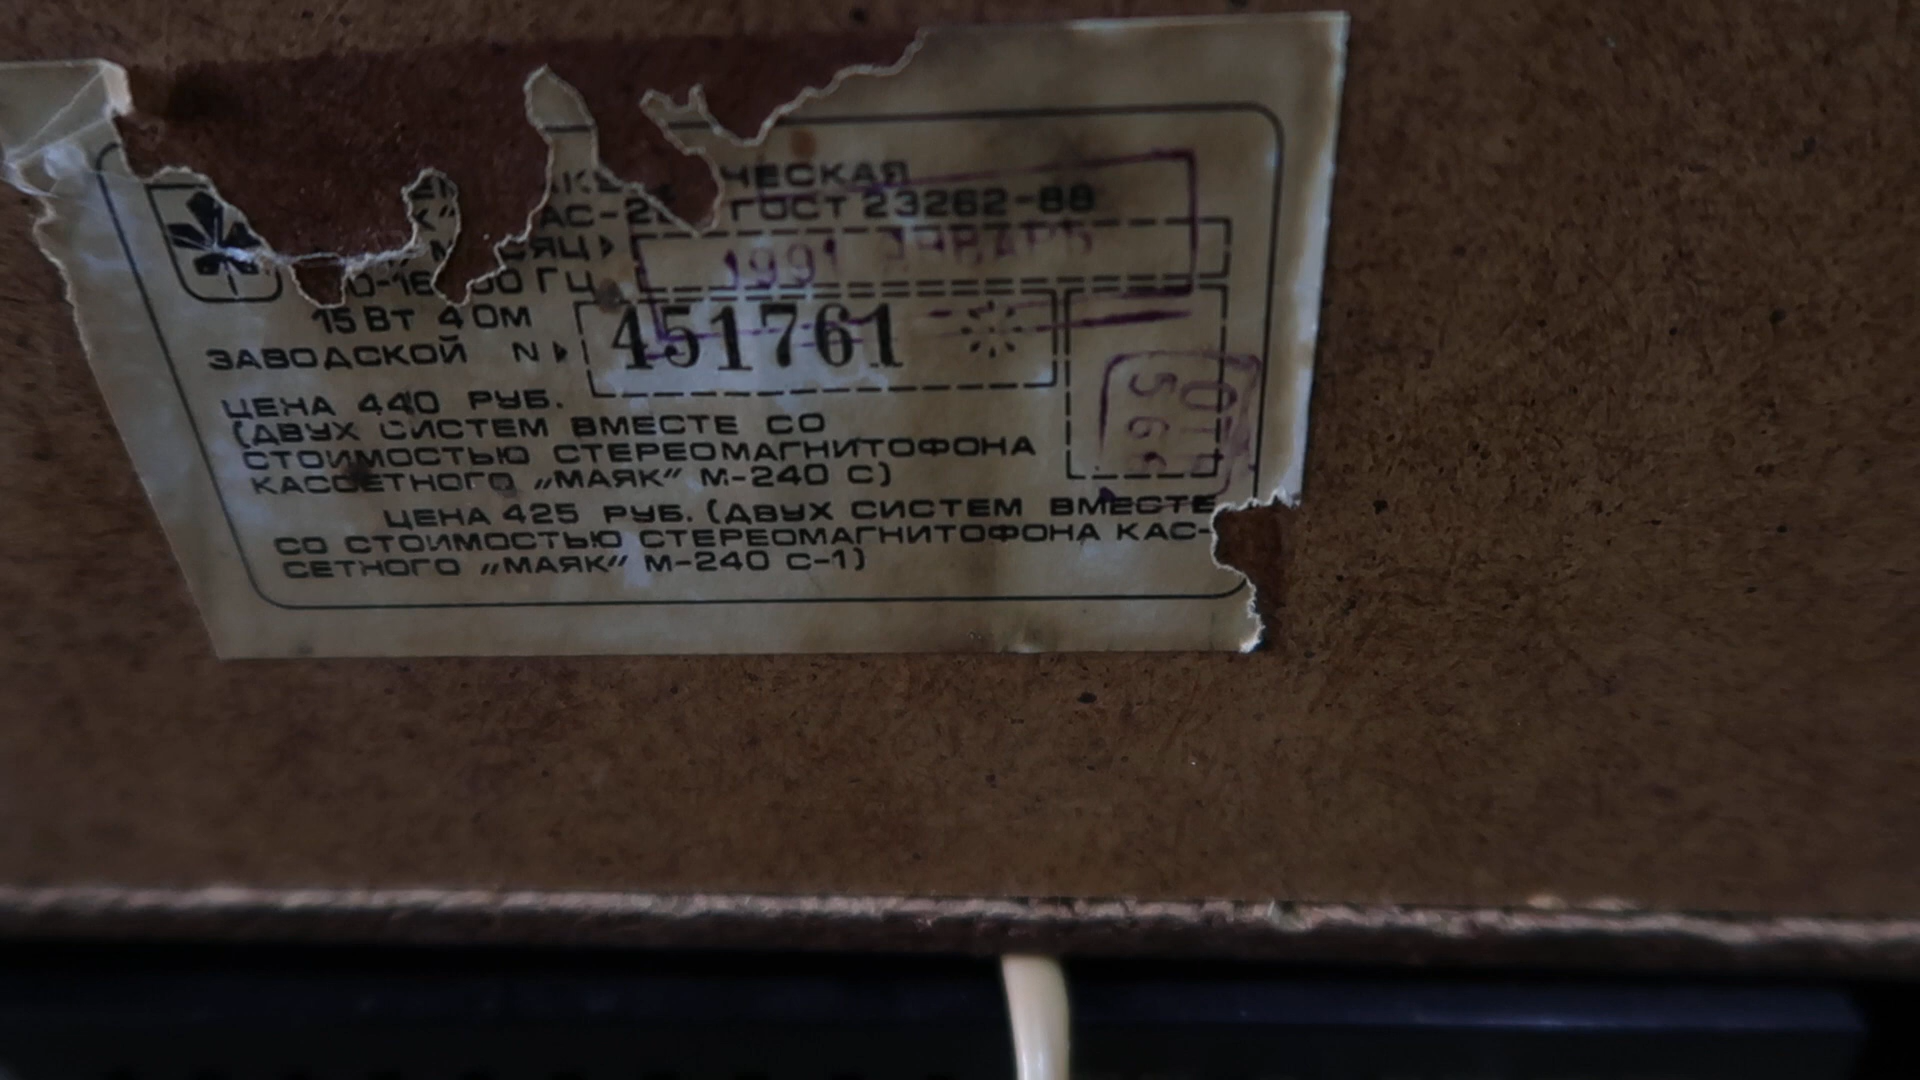 ЧЕСКАЯ
АС-2 ГОСТ 23262-88
1991 ЯНВАРЬ
ГЦ
15 ВТ 4 ОМ
ЗАВОДСКОЙ N 451761
ОТК
566
ЦЕНА 440 РУБ.
(ДВУХ СИСТЕМ ВМЕСТЕ СО
СТОИМОСТЬЮ СТЕРЕОМАГНИТОФОНА
КАССЕТНОГО „МАЯК“ М-240 С)
ЦЕНА 425 РУБ. (ДВУХ СИСТЕМ ВМЕСТЕ
СО СТОИМОСТЬЮ СТЕРЕОМАГНИТОФОНА КАС-
СЕТНОГО „МАЯК“ М-240 С-1)